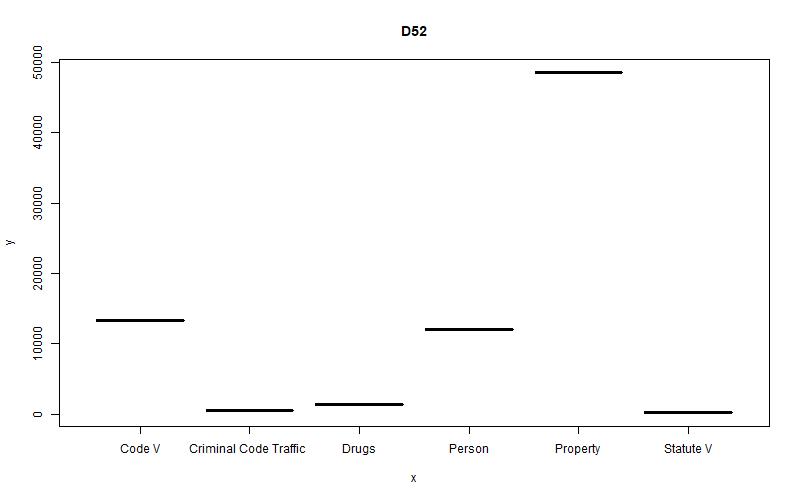 D52
y
50000
40000
30000
20000
10000
0
Code V Criminal Code Traffic Drugs Person Property Statute V
x